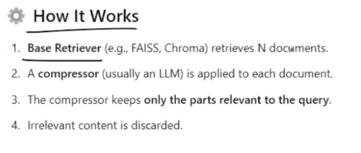 How It Works
1. Base Retriever (e.g., FAISS, Chroma) retrieves N documents.
2. A compressor (usually an LLM) is applied to each document.
3. The compressor keeps only the parts relevant to the query.
4. Irrelevant content is discarded.